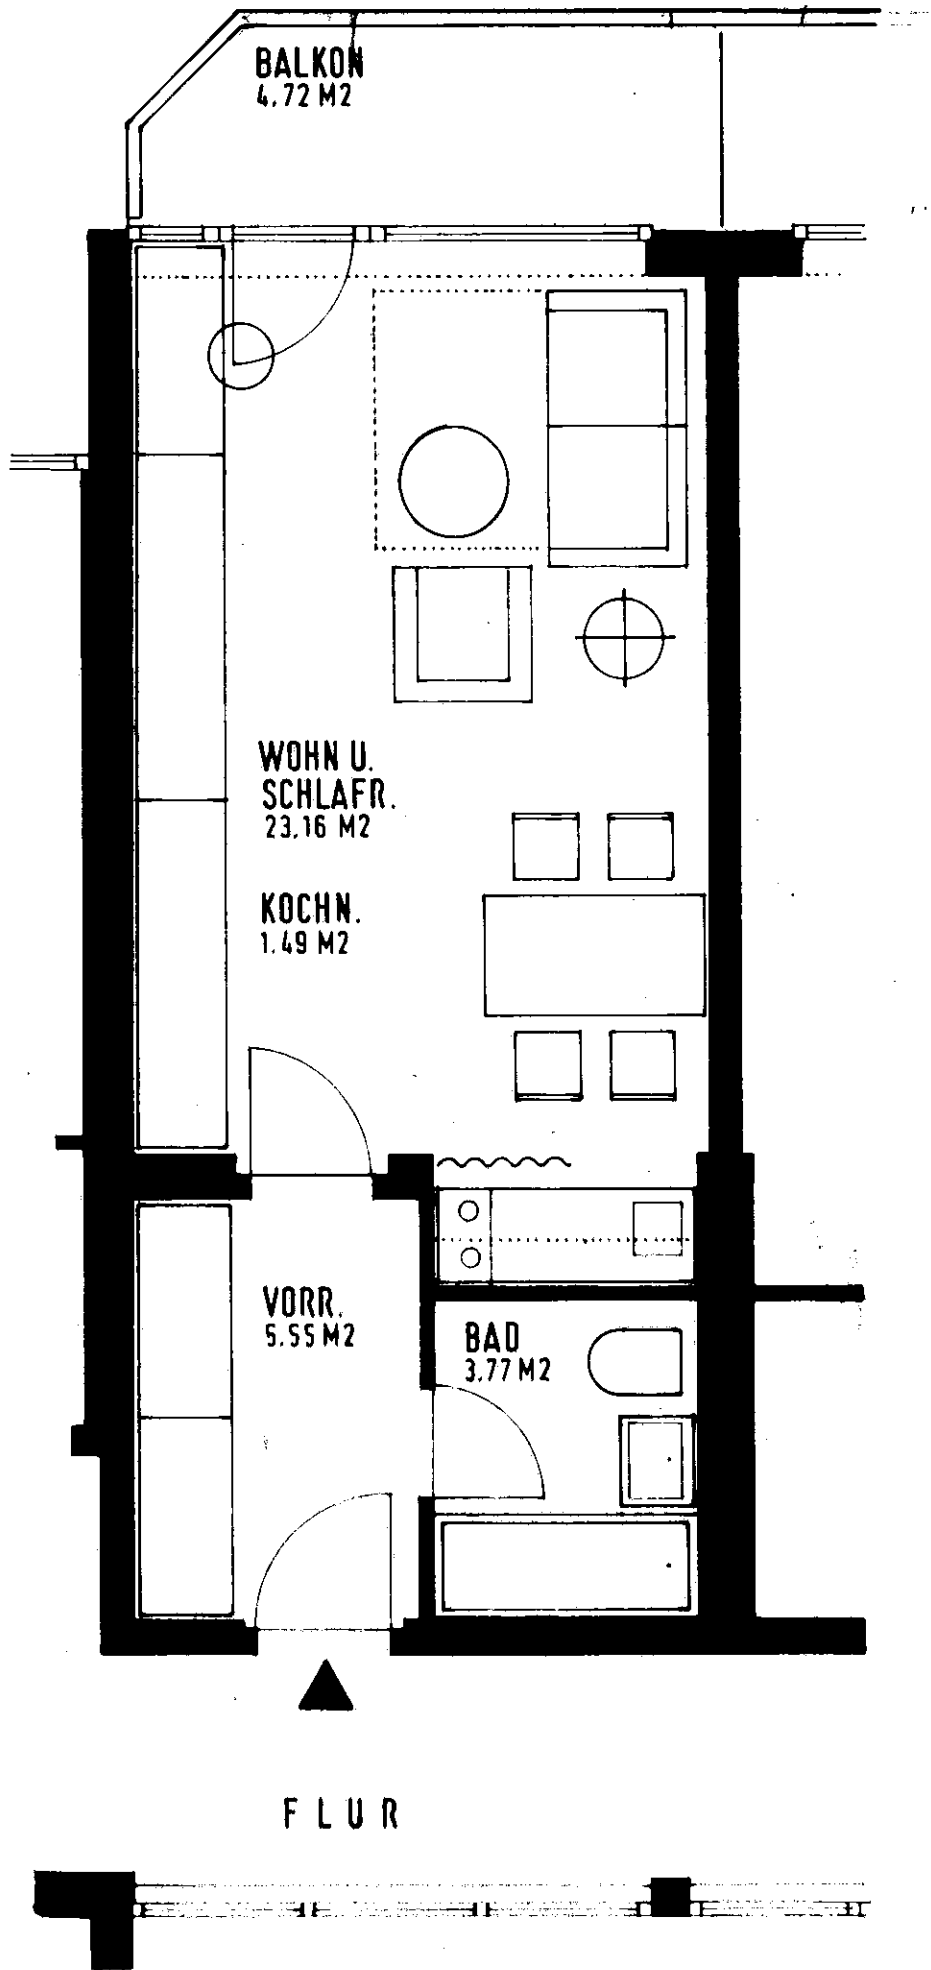 BALKON
4.72 M2
WOHN U.
SCHLAFR.
23.16 M2
KOCHN.
1.49 M2
VORR.
5.55 M2
BAD
3.77 M2
FLUR